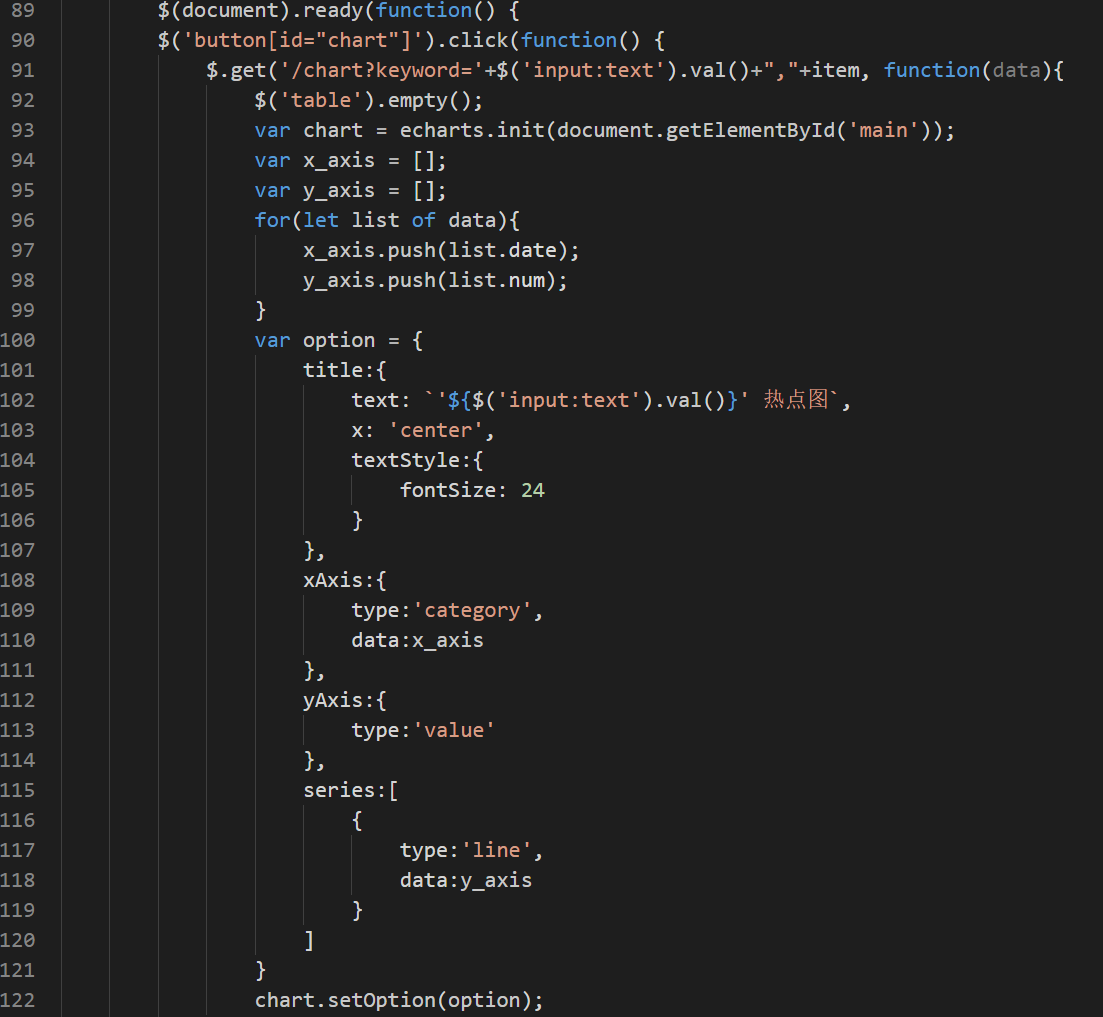 89 $(document).ready(function() {
90 $('button[id="chart"]').click(function() {
91 $.get('/chart?keyword='+$('input:text').val()+","+item, function(data){
92 $('table').empty();
93 var chart = echarts.init(document.getElementById('main'));
94 var x_axis = [];
95 var y_axis = [];
96 for(let list of data){
97 x_axis.push(list.date);
98 y_axis.push(list.num);
99 }
100 var option = {
101 title:{
102 text: `'${$('input:text').val()}' 热点图`,
103 x: 'center',
104 textStyle:{
105 fontSize: 24
106 }
107 },
108 xAxis:{
109 type:'category',
110 data:x_axis
111 },
112 yAxis:{
113 type:'value'
114 },
115 series:[
116 {
117 type:'line',
118 data:y_axis
119 }
120 ]
121 }
122 chart.setOption(option);